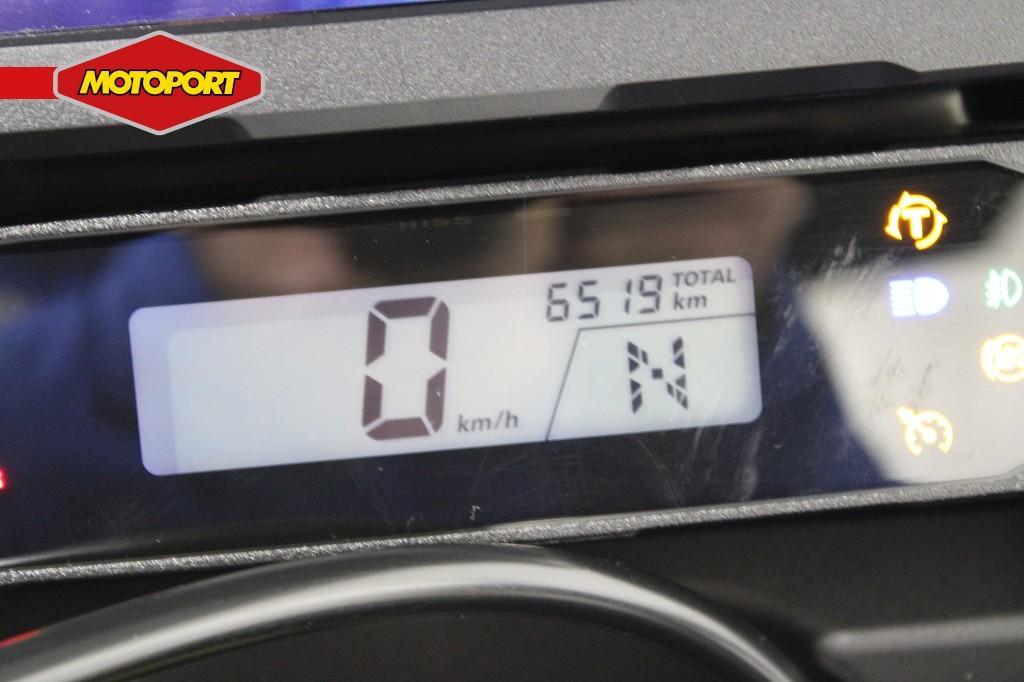 MOTOPORT
6519 TOTAL
km
0 km/h
N
T